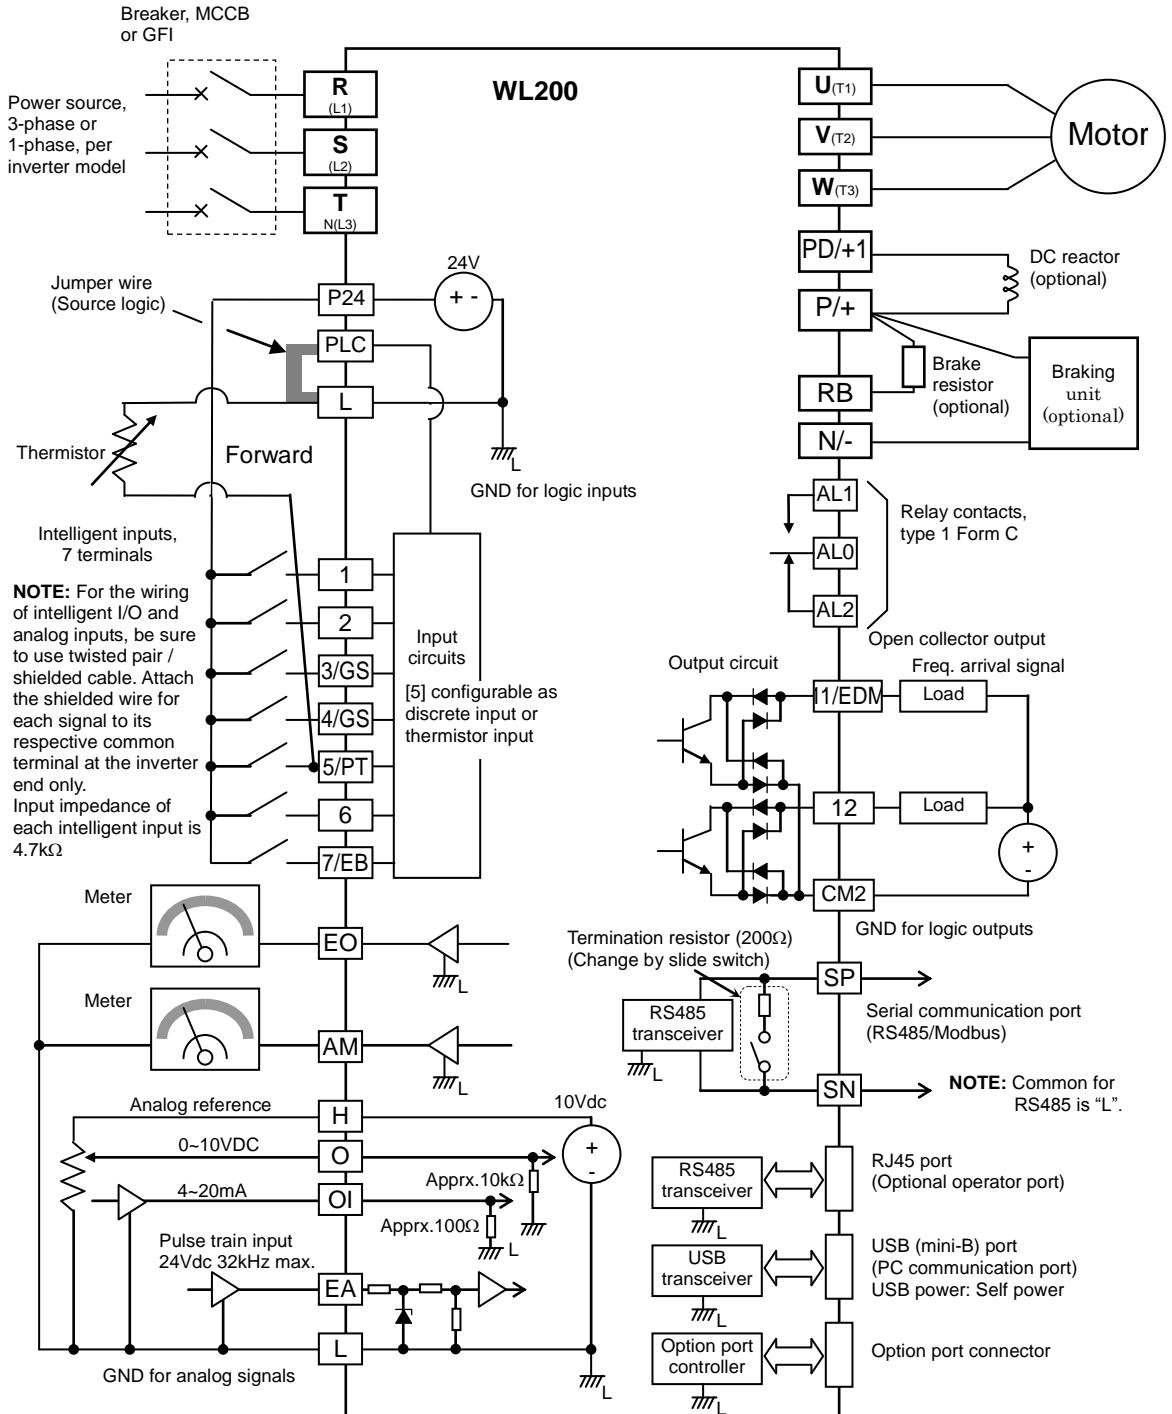 Breaker, MCCB
or GFI
WL200
Power source,
3-phase or
1-phase, per
inverter model
R
(L1)
S
(L2)
T
N(L3)
U(T1)
V(T2)
W(T3)
Motor
PD/+1
P/+
RB
N/-
DC reactor
(optional)
Brake
resistor
(optional)
Braking
unit
(optional)
Jumper wire
(Source logic)
24V
P24
+ -
PLC
L
Thermistor
Forward
L
GND for logic inputs
Intelligent inputs,
7 terminals
NOTE: For the wiring
of intelligent I/O and
analog inputs, be sure
to use twisted pair /
shielded cable. Attach
the shielded wire for
each signal to its
respective common
terminal at the inverter
end only.
Input impedance of
each intelligent input is
4.7kΩ
1
2
3/GS
4/GS
5/PT
6
7/EB
Input
circuits
[5] configurable as
discrete input or
thermistor input
AL1
AL0
AL2
Relay contacts,
type 1 Form C
Open collector output
Output circuit
Freq. arrival signal
11/EDM
Load
12
Load
+
-
CM2
GND for logic outputs
Meter
EO
L
Meter
AM
L
Termination resistor (200Ω)
(Change by slide switch)
RS485
transceiver
L
SP
Serial communication port
(RS485/Modbus)
SN
NOTE: Common for
RS485 is “L”.
Analog reference
H
10Vdc
0~10VDC
O
+
-
Apprx.10kΩ
4~20mA
OI
Apprx.100Ω
L
Pulse train input
24Vdc 32kHz max.
EA
L
GND for analog signals
L
RS485
transceiver
L
RJ45 port
(Optional operator port)
USB
transceiver
L
USB (mini-B) port
(PC communication port)
USB power: Self power
Option port
controller
L
Option port connector